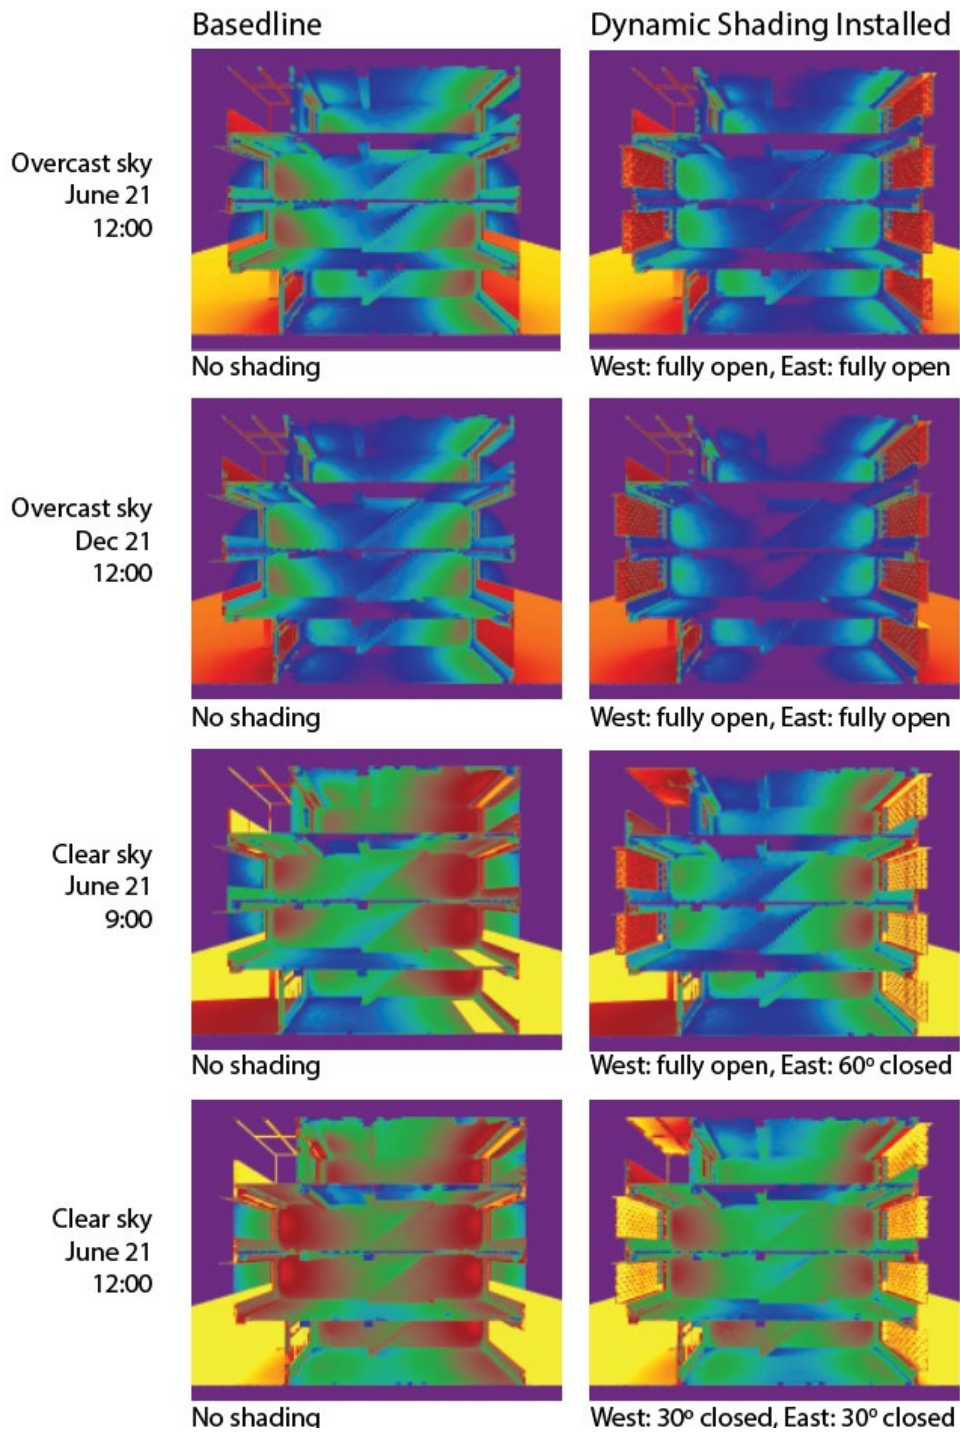 Basedline
Dynamic Shading Installed
Overcast sky
June 21
12:00
No shading
West: fully open, East: fully open
Overcast sky
Dec 21
12:00
No shading
West: fully open, East: fully open
Clear sky
June 21
9:00
No shading
West: fully open, East: 60º closed
Clear sky
June 21
12:00
No shading
West: 30º closed, East: 30º closed